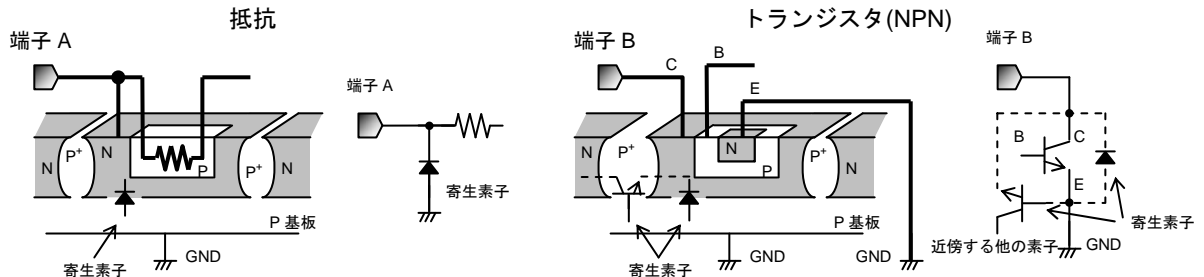 抵抗
端子 A
N
P+
N
P
P+
N
P 基板
GND
寄生素子
端子 A
寄生素子
トランジスタ(NPN)
端子 B
C
B
E
N
P+
N
N
P
P+
N
P 基板
GND
GND
寄生素子
端子 B
B
C
E
寄生素子
近傍する他の素子
GND